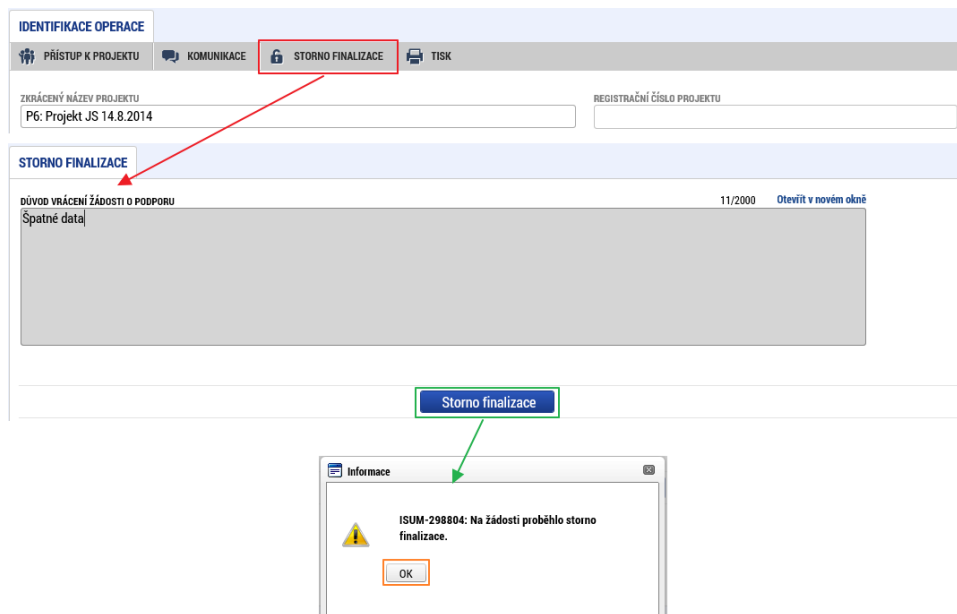 IDENTIFIKACE OPERACE
PŘÍSTUP K PROJEKTU KOMUNIKACE STORNO FINALIZACE TISK
ZKRÁCENÝ NÁZEV PROJEKTU REGISTRAČNÍ ČÍSLO PROJEKTU
P6: Projekt JS 14.8.2014
STORNO FINALIZACE
DŮVOD VRÁCENÍ ŽÁDOSTI O PODPORU 11/2000 Otevřít v novém okně
Špatné data
Storno finalizace
Informace
ISUM-298804: Na žádosti proběhlo storno
finalizace.
OK